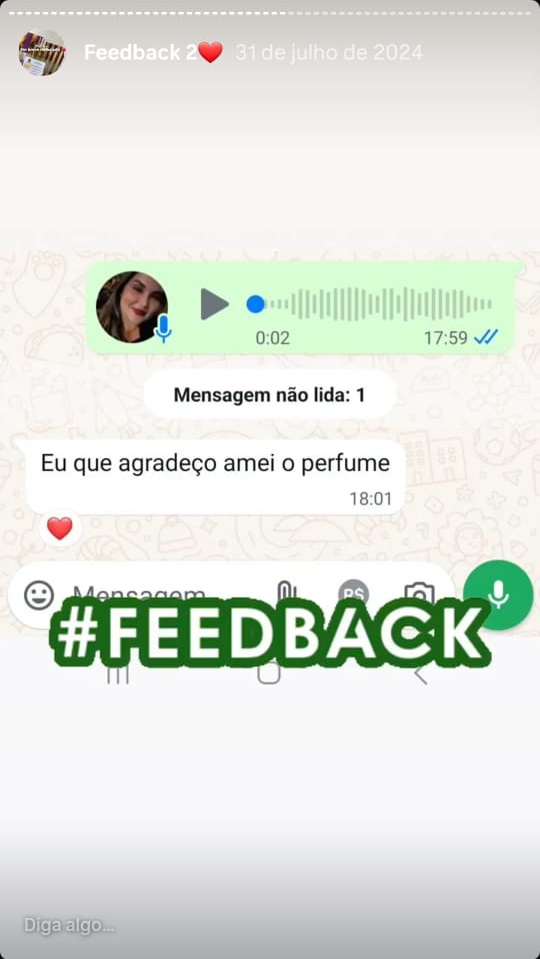 Feedback 2❤️ 31 de julho de 2024
0:02 17:59
Mensagem não lida: 1
Eu que agradeço amei o perfume
18:01
❤️
Mensagem R$
#FEEDBACK
Diga algo...